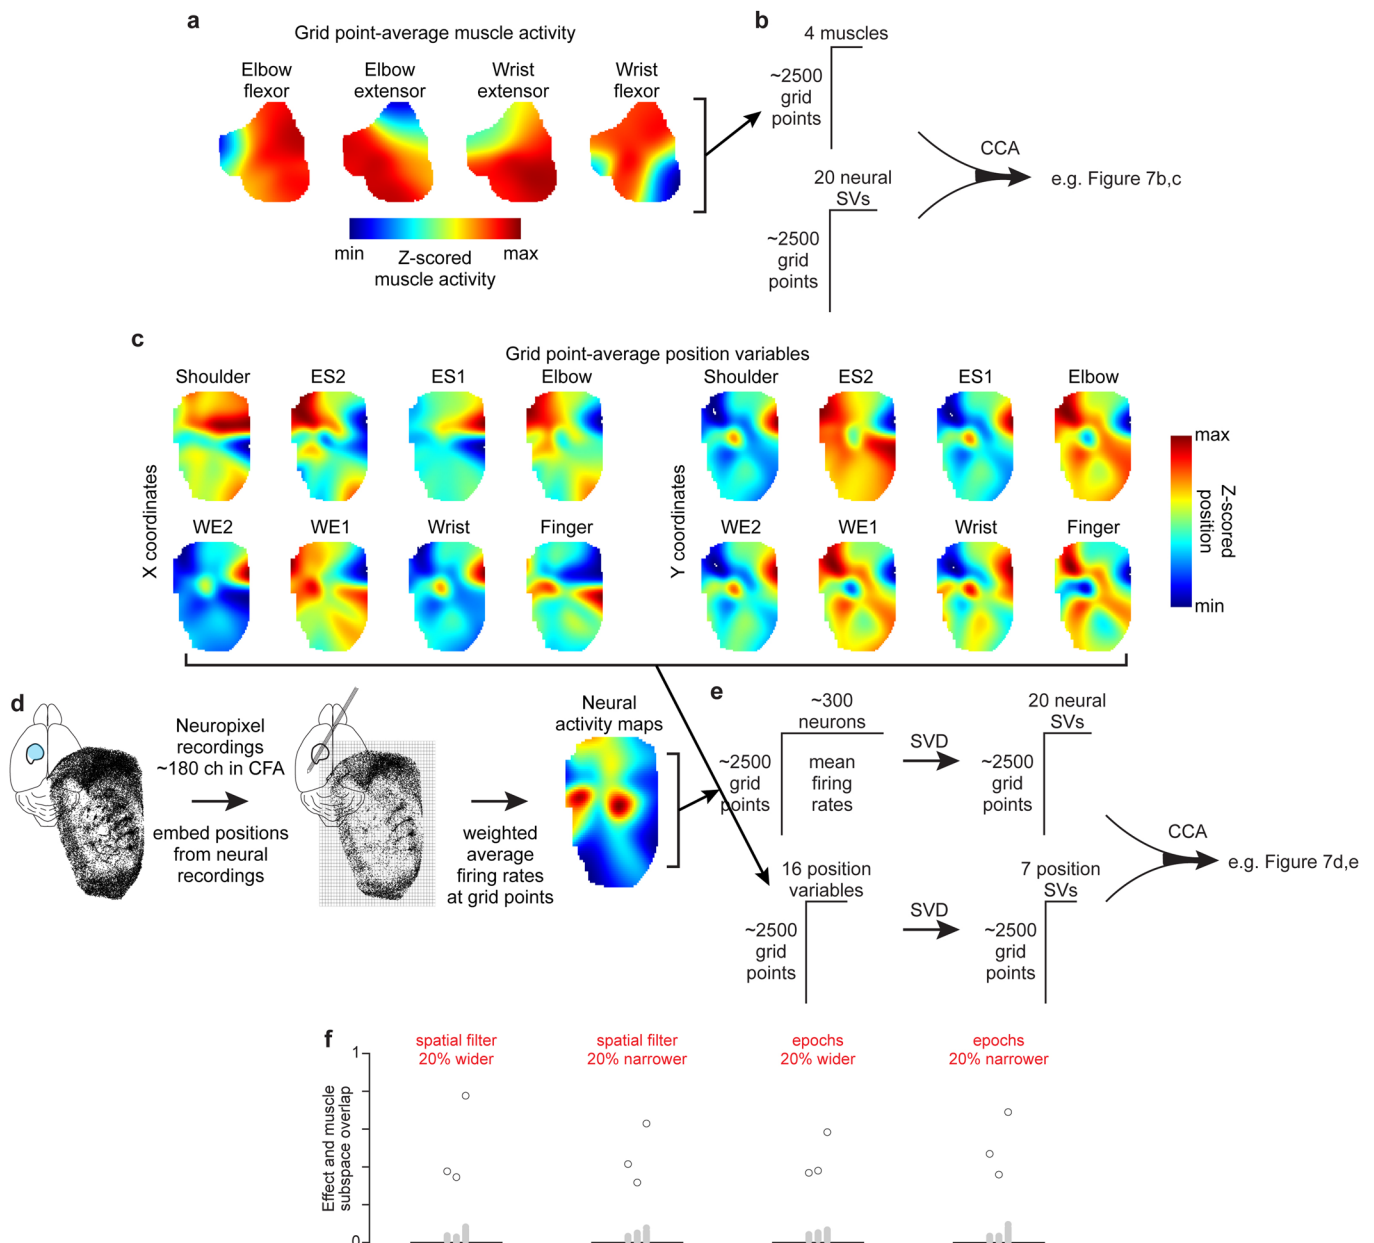 a
Grid point-average muscle activity
Elbow
flexor
Elbow
extensor
Wrist
extensor
Wrist
flexor
min
max
Z-scored
muscle activity
b
4 muscles
~2500
grid
points
20 neural
SVs
~2500
grid
points
CCA
e.g. Figure 7b,c
c
Grid point-average position variables
X coordinates
Shoulder
ES2
ES1
Elbow
WE2
WE1
Wrist
Finger
Y coordinates
Shoulder
ES2
ES1
Elbow
WE2
WE1
Wrist
Finger
max
Z-scored
position
min
d
Neuropixel
recordings
~180 ch in CFA
embed positions
from neural
recordings
weighted
average
firing rates
at grid points
Neural
activity maps
e
~300
neurons
~2500
grid
points
mean
firing
rates
SVD
20 neural
SVs
~2500
grid
points
16 position
variables
~2500
grid
points
SVD
7 position
SVs
~2500
grid
points
CCA
e.g. Figure 7d,e
f
Effect and muscle
subspace overlap
1
0
spatial filter
20% wider
spatial filter
20% narrower
epochs
20% wider
epochs
20% narrower